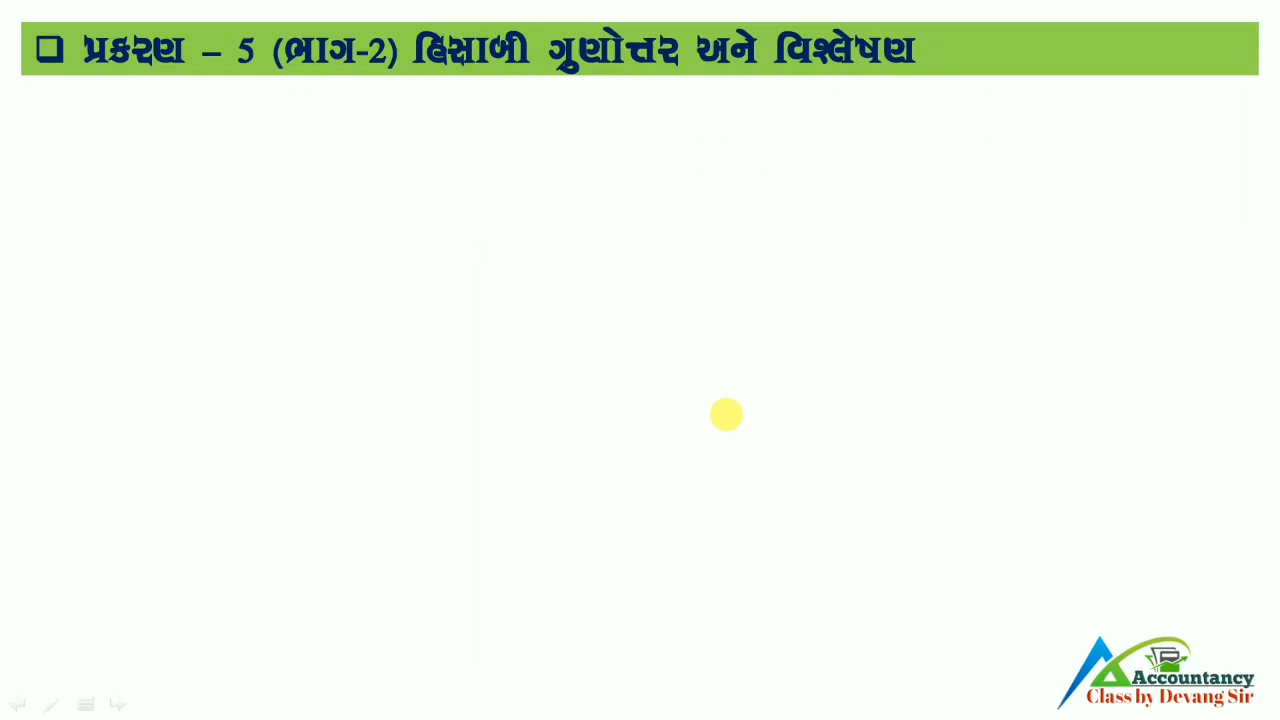 ❑ પ્રકરણ – 5 (ભાગ-2) હિસાબી ગુણોત્તર અને વિશ્લેષણ
Accountancy
Class by Devang Sir